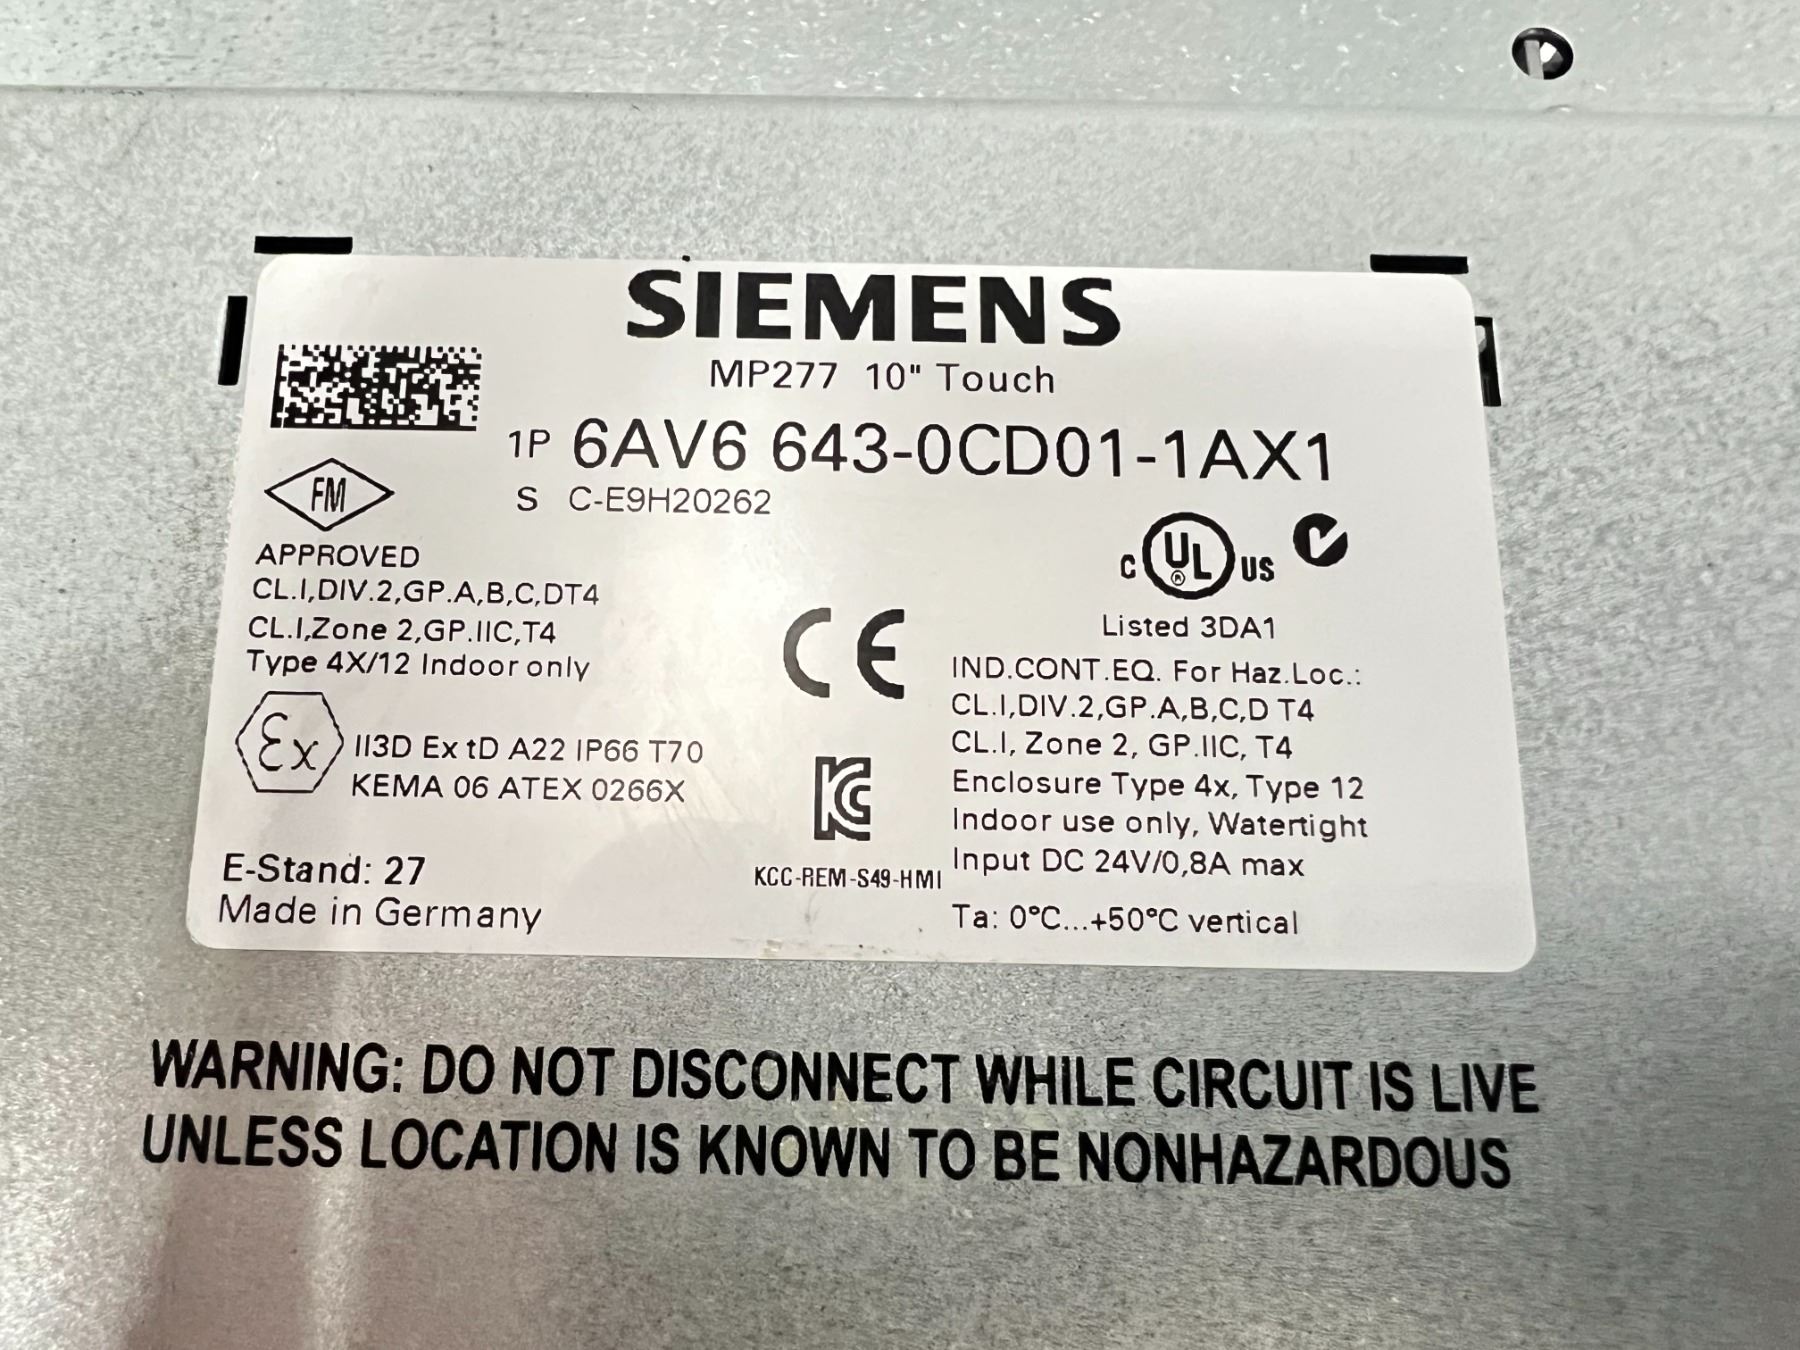 SIEMENS
MP277 10" Touch
1P 6AV6 643-0CD01-1AX1
S C-E9H20262
FM
APPROVED
CL.I,DIV.2,GP.A,B,C,DT4
CL.I,Zone 2,GP.IIC,T4
Type 4X/12 Indoor only
Ex II3D Ex tD A22 IP66 T70
KEMA 06 ATEX 0266X
E-Stand: 27
Made in Germany
CE
KC
KCC-REM-S49-HMI
C UL ® US
Listed 3DA1
IND.CONT.EQ. For Haz.Loc.:
CL.I,DIV.2,GP.A,B,C,D T4
CL.I, Zone 2, GP.IIC, T4
Enclosure Type 4x, Type 12
Indoor use only, Watertight
Input DC 24V/0,8A max
Ta: 0°C...+50°C vertical
WARNING: DO NOT DISCONNECT WHILE CIRCUIT IS LIVE
UNLESS LOCATION IS KNOWN TO BE NONHAZARDOUS